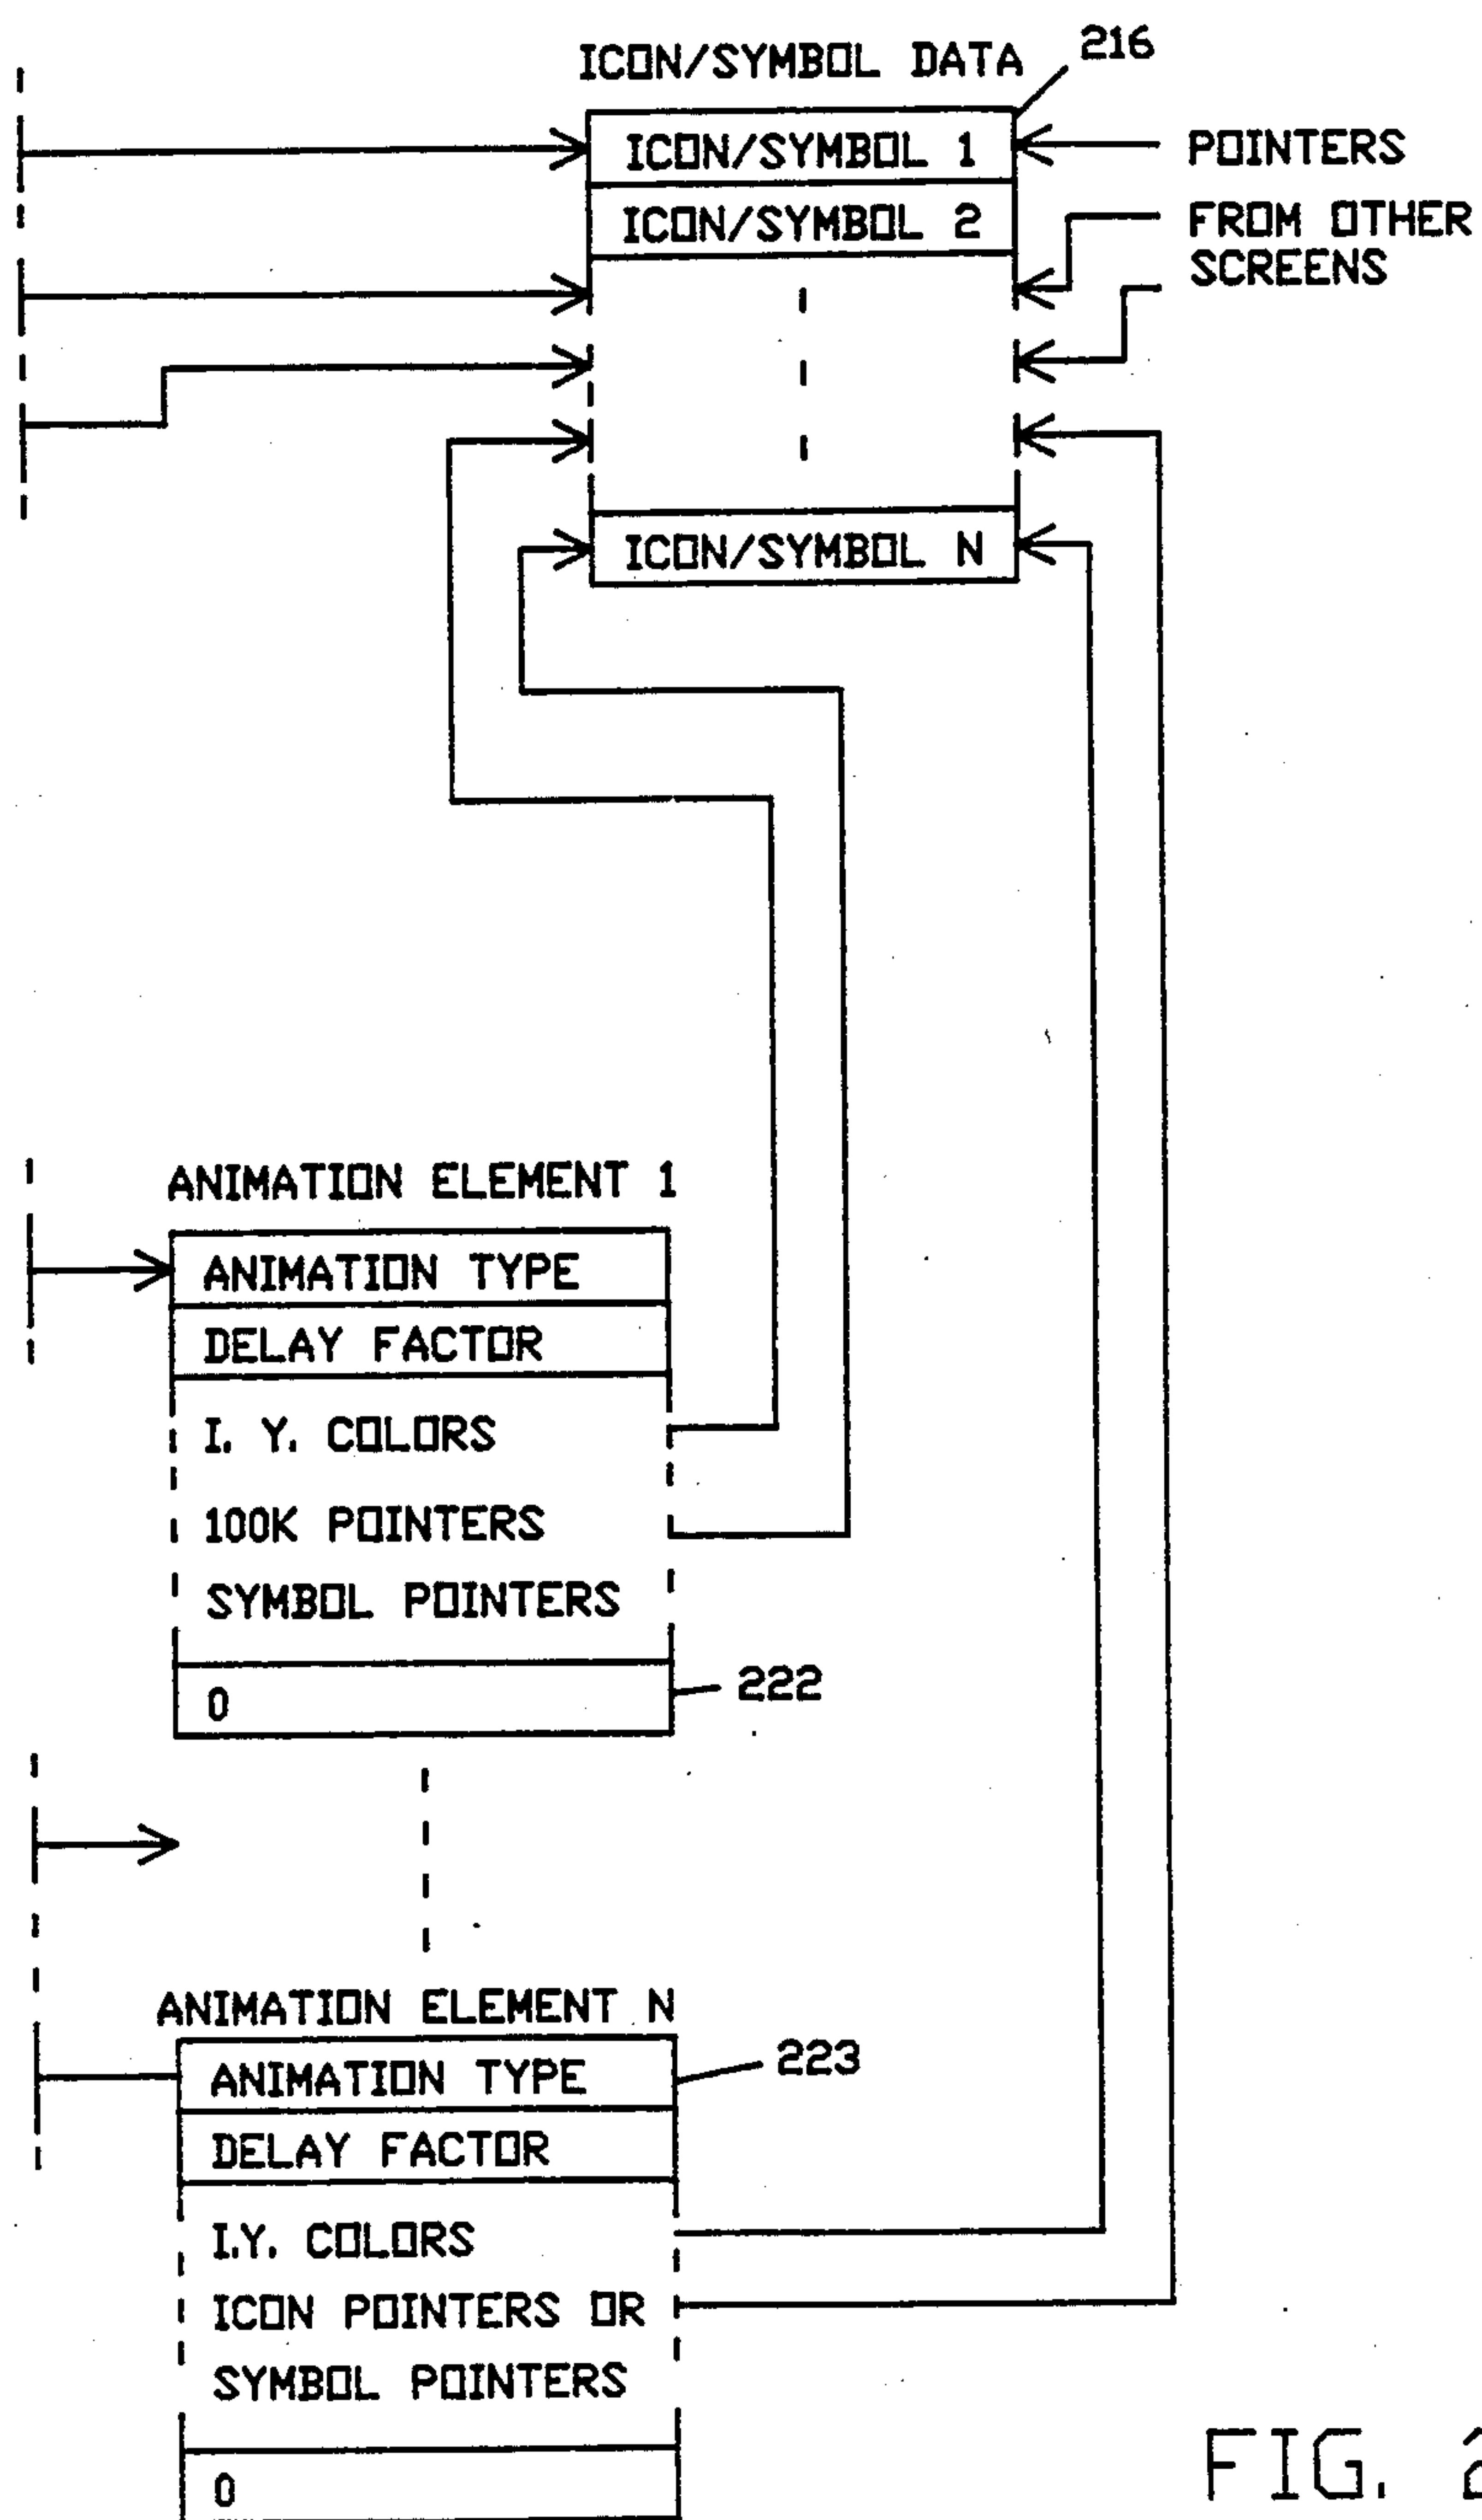 ICON/SYMBOL DATA
216
ICON/SYMBOL 1
POINTERS
ICON/SYMBOL 2
FROM OTHER
SCREENS
ICON/SYMBOL N
ANIMATION ELEMENT 1
ANIMATION TYPE
DELAY FACTOR
I. Y. COLORS
100K POINTERS
SYMBOL POINTERS
0
222
ANIMATION ELEMENT N
ANIMATION TYPE
223
DELAY FACTOR
I.Y. COLORS
ICON POINTERS OR
SYMBOL POINTERS
0
FIG.